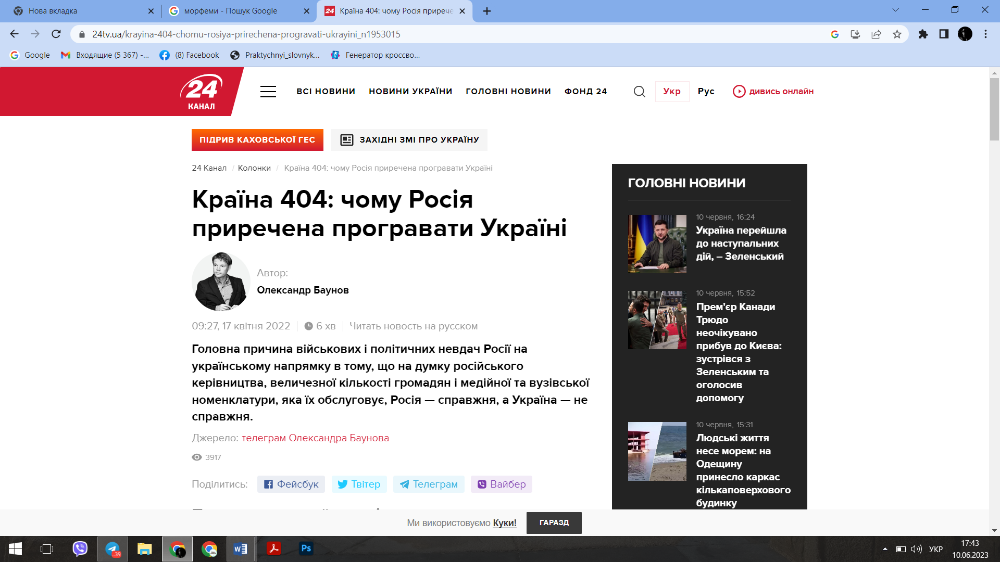 Нова вкладка
морфеми - Пошук Google
Країна 404: чому Росія прирече
24tv.ua/krayina-404-chomu-rosiya-prirechena-progravati-ukrayini_n1953015
Google
Входящие (5 367) -...
(8) Facebook
Praktychnyi_slovnyk...
Генератор кроссво...
24
КАНАЛ
ВСІ НОВИНИ
НОВИНИ УКРАЇНИ
ГОЛОВНІ НОВИНИ
ФОНД 24
Укр
Рус
дивись онлайн
ПІДРИВ КАХОВСЬКОЇ ГЕС
ЗАХІДНІ ЗМІ ПРО УКРАЇНУ
24 Канал / Колонки / Країна 404: чому Росія приречена програвати Україні
Країна 404: чому Росія
приречена програвати Україні
Автор:
Олександр Баунов
09:27, 17 квітня 2022
6 хв
Читать новость на русском
Головна причина військових і політичних невдач Росії на
українському напрямку в тому, що на думку російського
керівництва, величезної кількості громадян і медійної та вузівської
номенклатури, яка їх обслуговує, Росія — справжня, а Україна — не
справжня.
Джерело: телеграм Олександра Баунова
3917
Поділитись:
Фейсбук
Твітер
Телеграм
Вайбер
ГОЛОВНІ НОВИНИ
10 червня, 16:24
Україна перейшла
до наступальних
дій, – Зеленський
10 червня, 15:52
Прем'єр Канади
Трюдо
неочікувано
прибув до Києва:
зустрівся з
Зеленським та
оголосив
допомогу
10 червня, 15:31
Людські життя
несе морем: на
Одещину
принесло каркас
кількаповерхового
будинку
Ми використовуємо Куки!
ГАРАЗД
39
Ps
УКР
17:43
10.06.2023